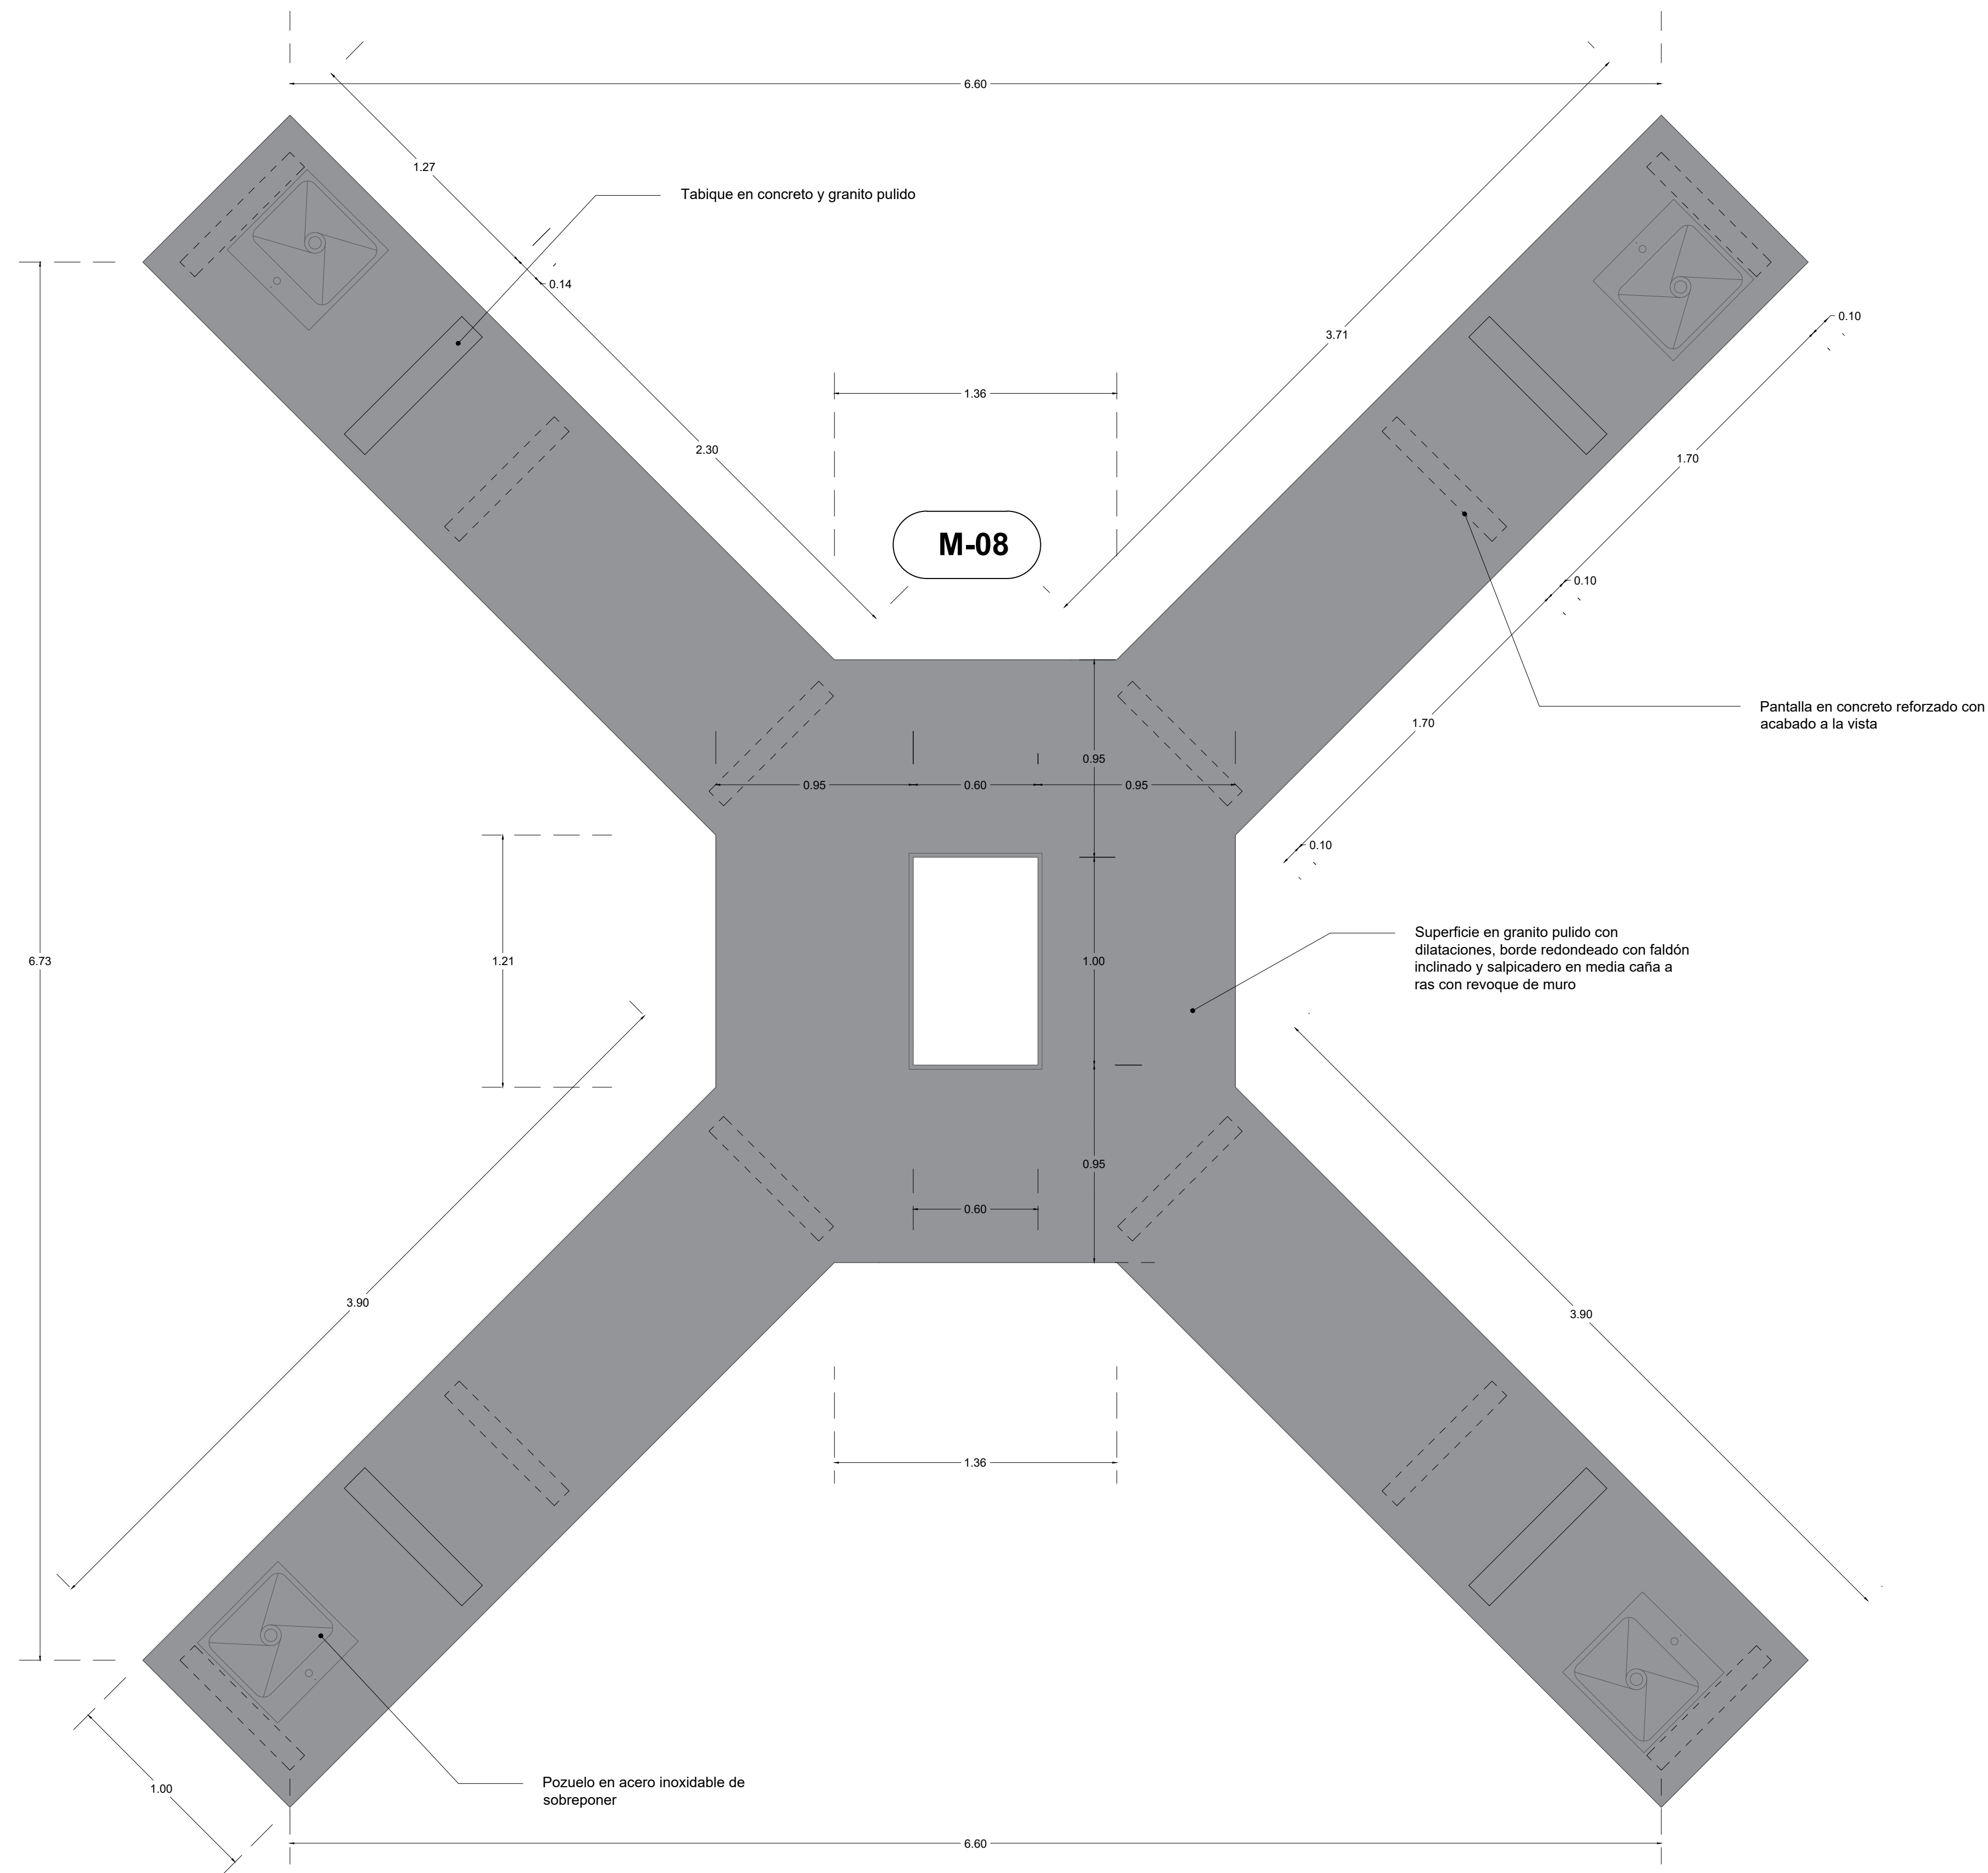 6.60
1.27
Tabique en concreto y granito pulido
0.14
0.10
3.71
1.36
2.30
1.70
M-08
0.10
Pantalla en concreto reforzado con
acabado a la vista
1.70
0.95
0.95
0.60
0.95
0.10
Superficie en granito pulido con
dilataciones, borde redondeado con faldón
inclinado y salpicadero en media caña a
ras con revoque de muro
6.73
1.21
1.00
0.95
0.60
3.90
3.90
1.36
1.00
Pozuelo en acero inoxidable de
sobreponer
6.60